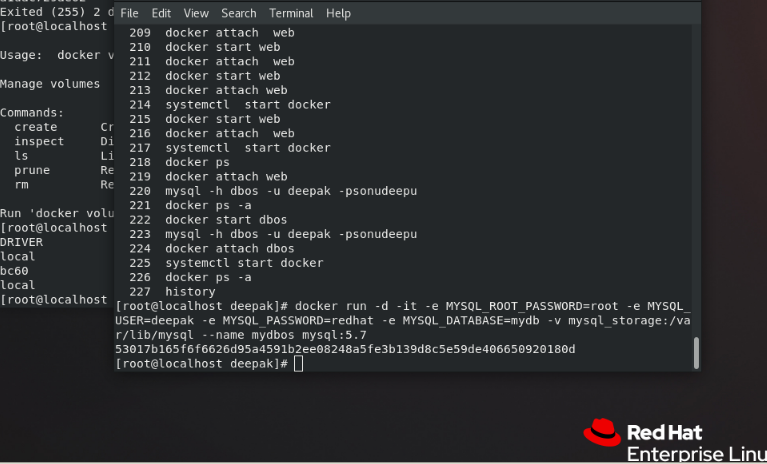 Exited (255) 2 d
[root@localhost
Usage:  docker v
Manage volumes
Commands:
  create      Cr
  inspect     Di
  ls          Li
  prune       Re
  rm          Re
Run 'docker volu
[root@localhost
DRIVER
local
bc60
local
[root@localhost
File Edit View Search Terminal Help
  209  docker attach  web
  210  docker start web
  211  docker attach  web
  212  docker start web
  213  docker attach web
  214  systemctl  start docker
  215  docker start web
  216  docker attach  web
  217  systemctl  start docker
  218  docker ps
  219  docker attach web
  220  mysql -h dbos -u deepak -psonudeepu
  221  docker ps -a
  222  docker start dbos
  223  mysql -h dbos -u deepak -psonudeepu
  224  docker attach dbos
  225  systemctl start docker
  226  docker ps -a
  227  history
[root@localhost deepak]# docker run -d -it -e MYSQL_ROOT_PASSWORD=root -e MYSQL_
USER=deepak -e MYSQL_PASSWORD=redhat -e MYSQL_DATABASE=mydb -v mysql_storage:/va
r/lib/mysql --name mydbos mysql:5.7
53017b165f6f6626d95a4591b2ee08248a5fe3b139d8c5e59de406650920180d
[root@localhost deepak]#
Red Hat
Enterprise Linu